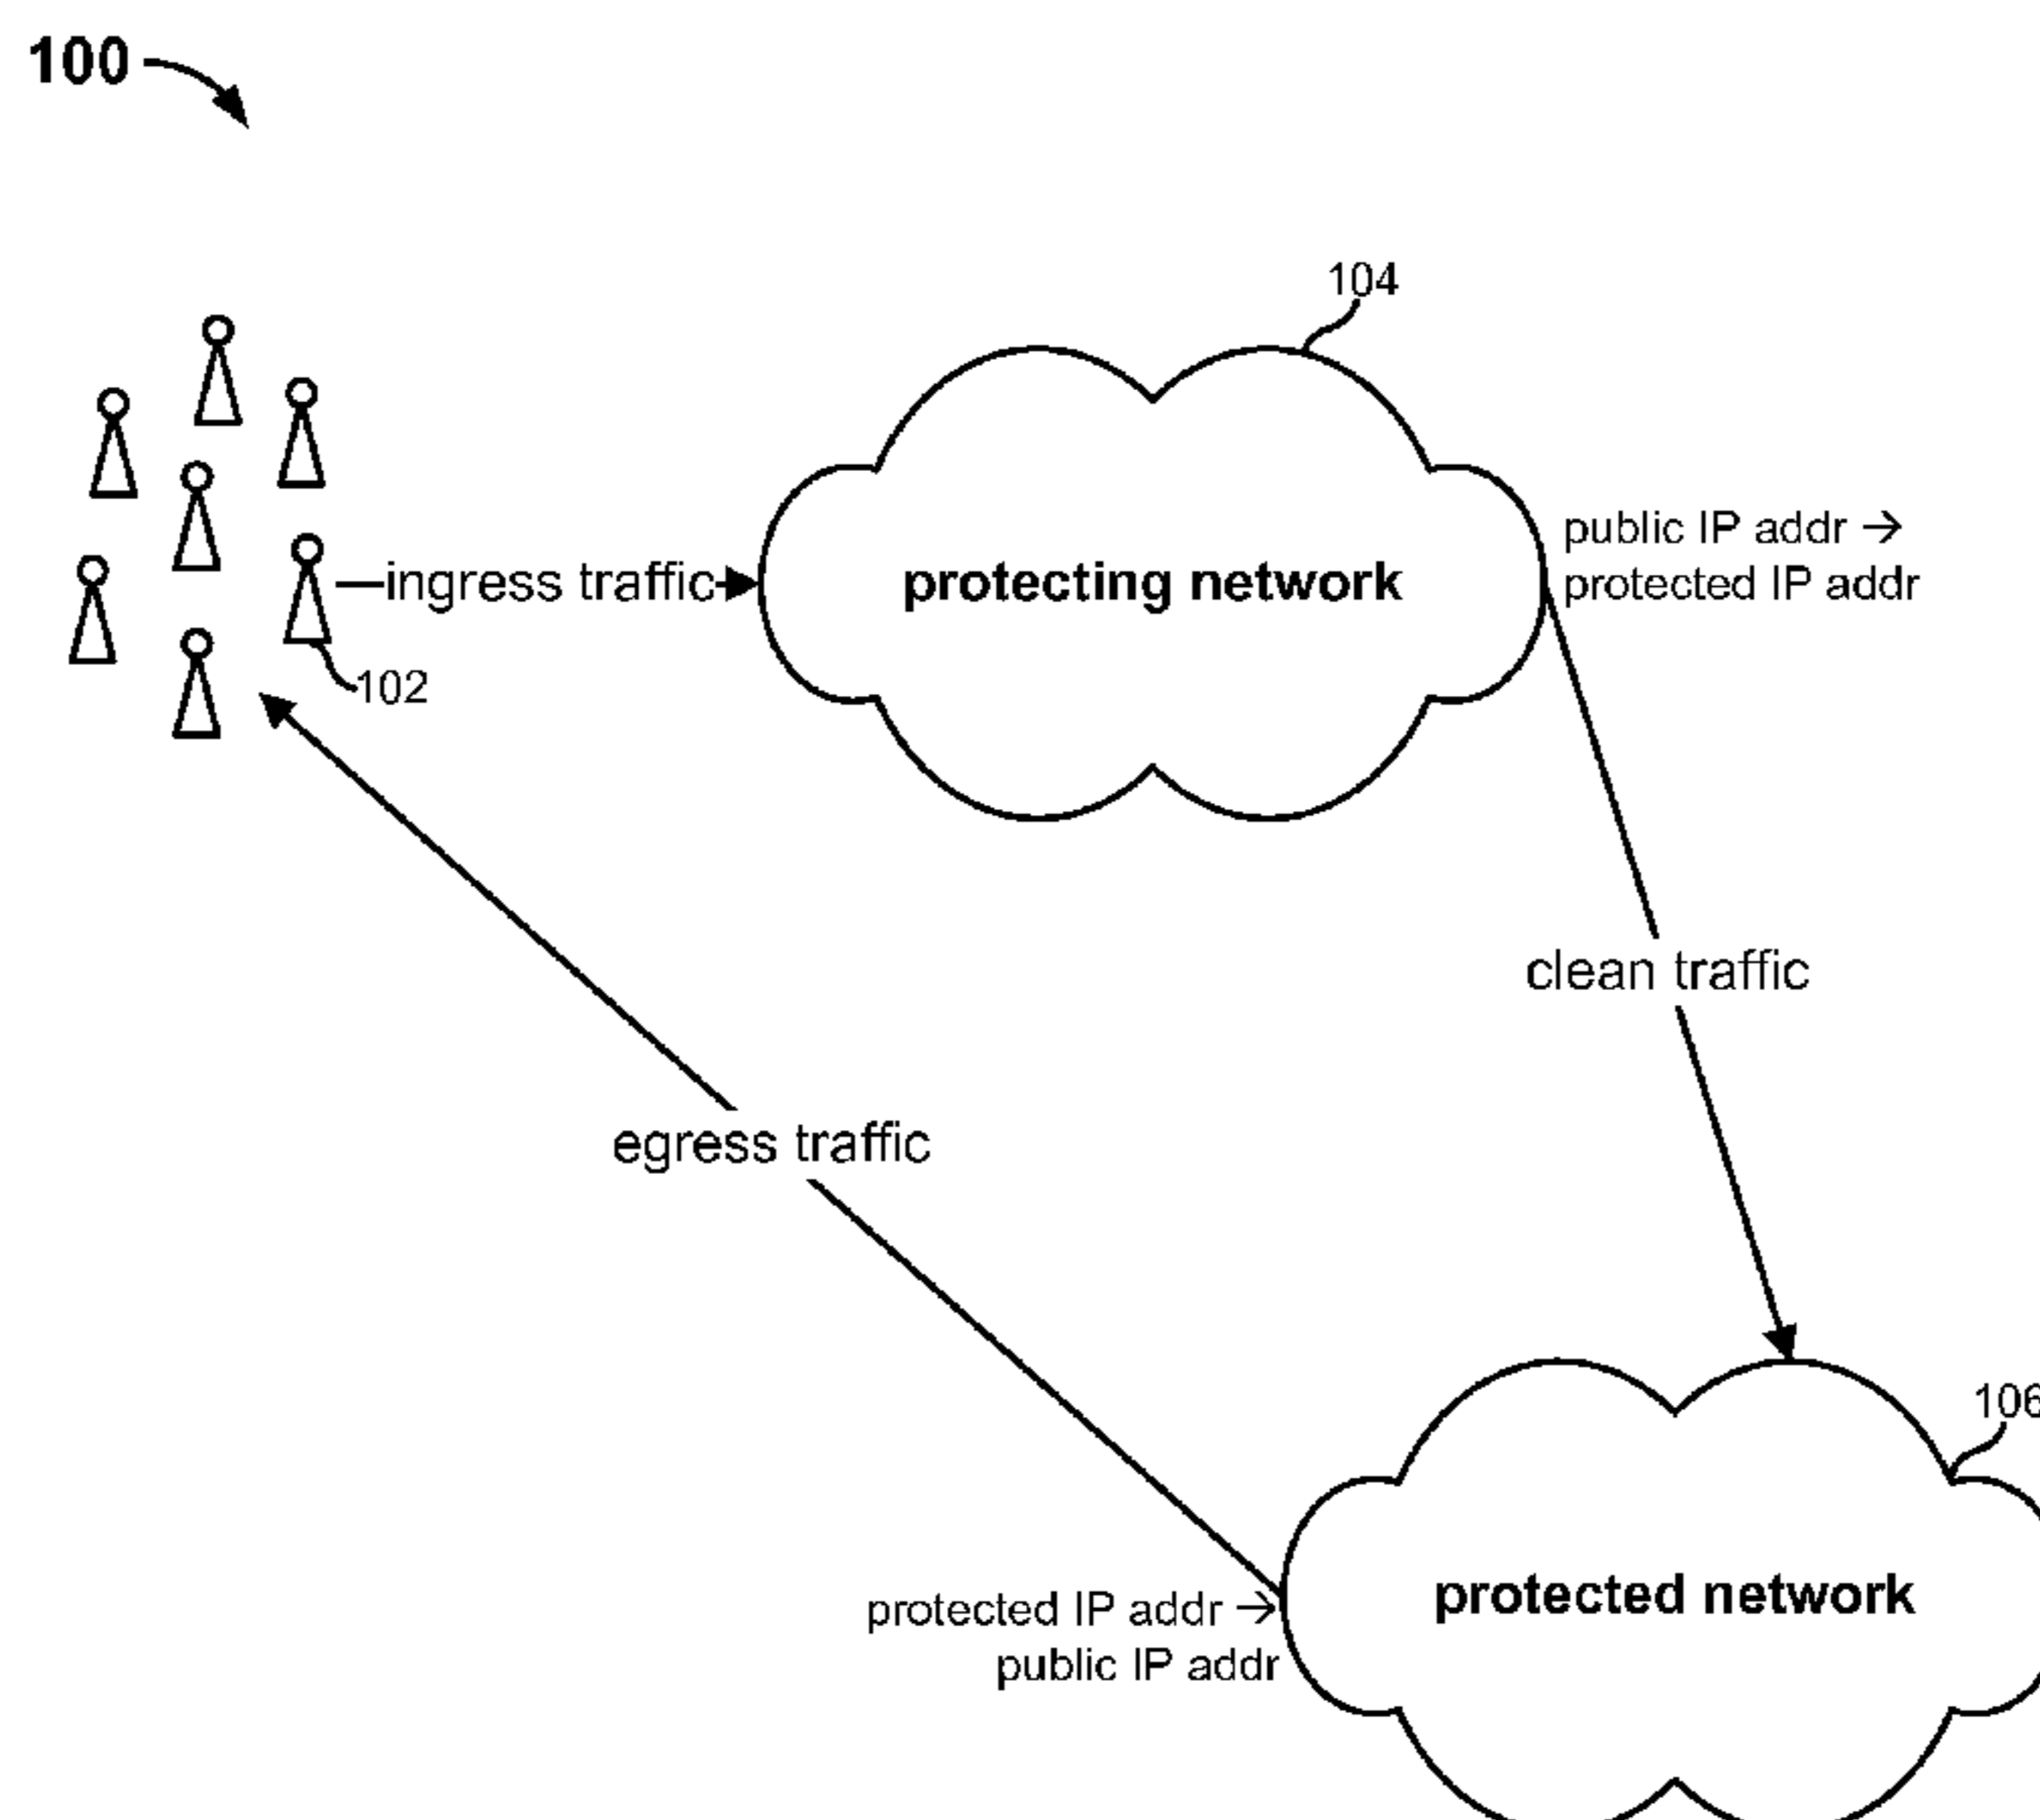 100
104
public IP addr →
protecting network
protected IP addr
ingress traffic
102
clean traffic
egress traffic
106
protected network
protected IP addr →
public IP addr